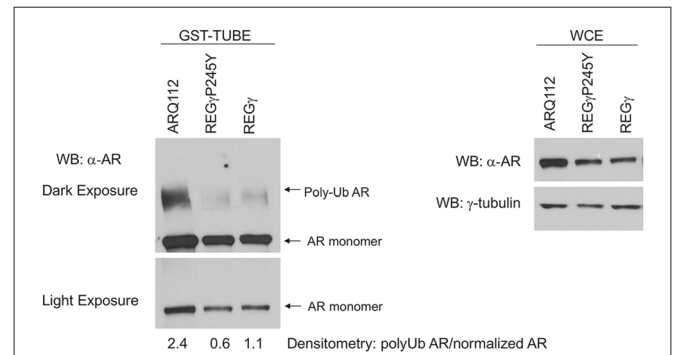 GST-TUBE
ARQ112
REGγP245Y
REGγ
WB: α-AR
Dark Exposure
Poly-Ub AR
AR monomer
Light Exposure
AR monomer
2.4 0.6 1.1 Densitometry: polyUb AR/normalized AR
WCE
ARQ112
REGγP245Y
REGγ
WB: α-AR
WB: γ-tubulin